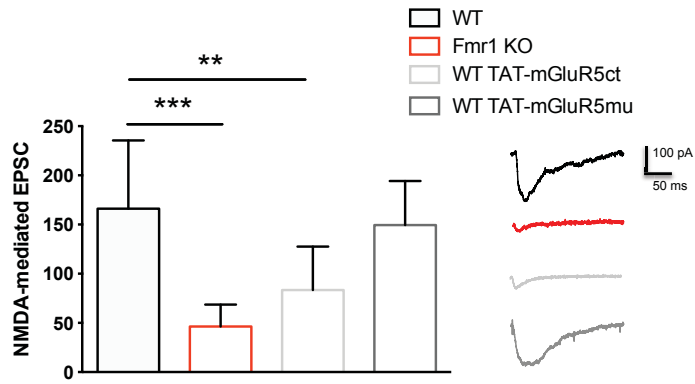 WT
Fmr1 KO
WT TAT-mGluR5ct
WT TAT-mGluR5mu
**
***
NMDA-mediated EPSC
250
200
150
100
50
0
100 pA
50 ms